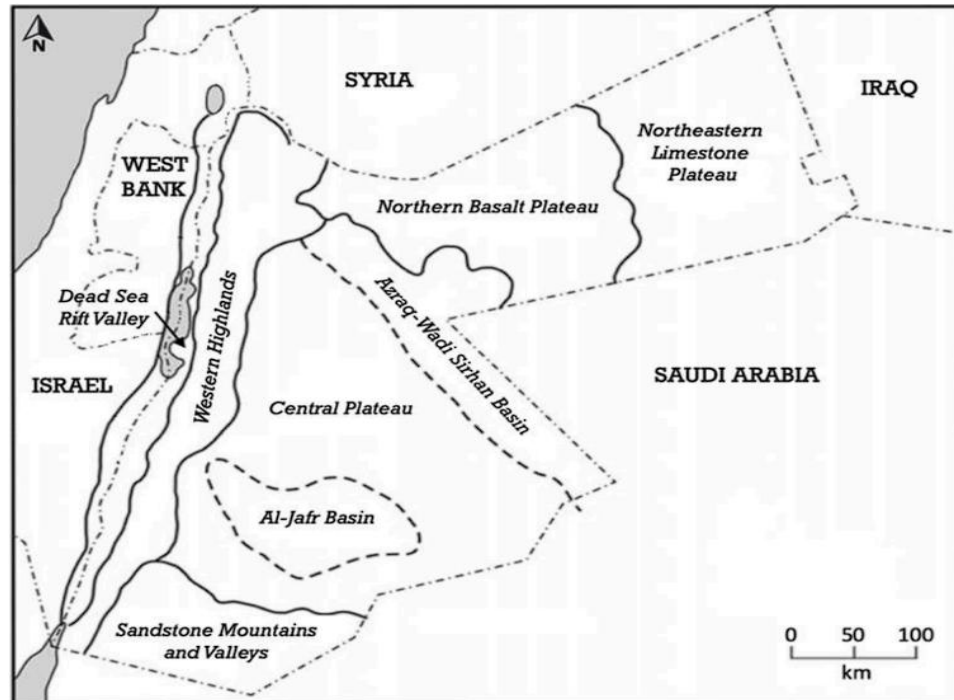 N
SYRIA
IRAQ
Northeastern
Limestone
Plateau
WEST
BANK
Northern Basalt Plateau
Dead Sea
Rift Valley
Western Highlands
Azraq-Wadi Sirhan Basin
ISRAEL
SAUDI ARABIA
Central Plateau
Al-Jafr Basin
Sandstone Mountains
and Valleys
0 50 100
km